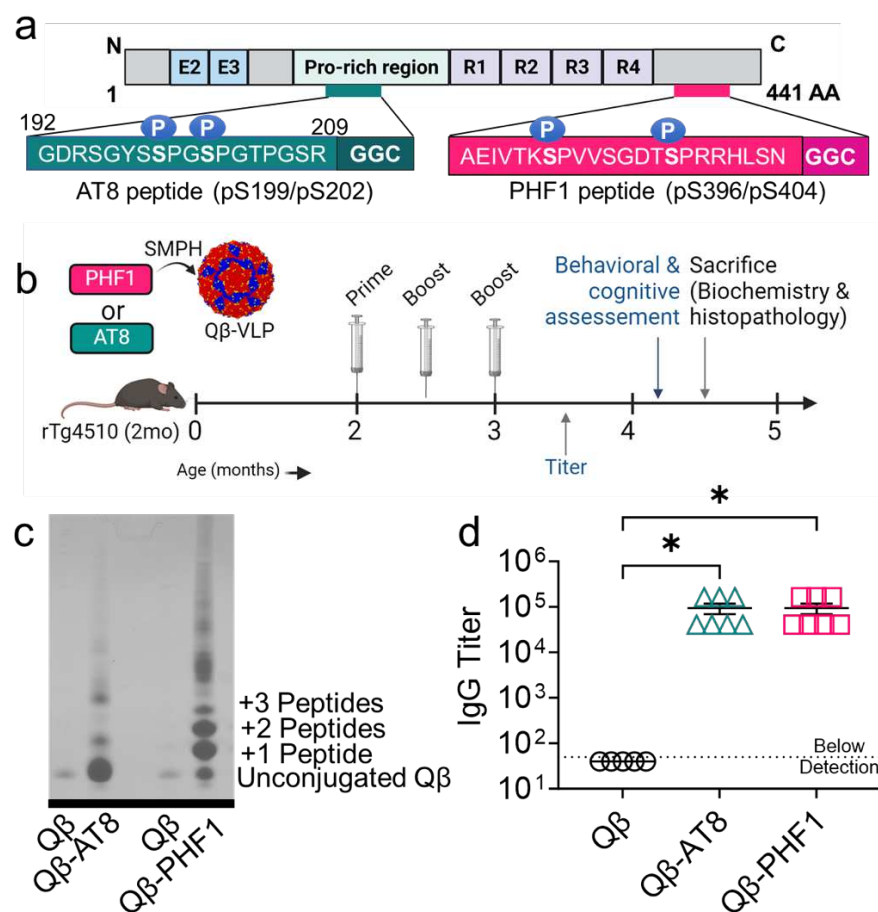 a
N
C
E2
E3
Pro-rich region
R1
R2
R3
R4
1
441 AA
192
P
P
209
P
P
GDRSGYSSPGSPGTPGSR
GGC
AEIVTKSPVVSGDTSPRRHLSN
GGC
AT8 peptide (pS199/pS202)
PHF1 peptide (pS396/pS404)
b
PHF1
or
AT8
SMPH
Qβ-VLP
Prime
Boost
Boost
Behavioral &
cognitive
assessement
Sacrifice
(Biochemistry &
histopathology)
rTg4510 (2mo)
0
2
3
4
5
Age (months)
Titer
c
+3 Peptides
+2 Peptides
+1 Peptide
Unconjugated Qβ
Qβ
Qβ-AT8
Qβ
Qβ-PHF1
d
*
*
IgG Titer
10⁶
10⁵
10⁴
10³
10²
10¹
Below
Detection
Qβ
Qβ-AT8
Qβ-PHF1